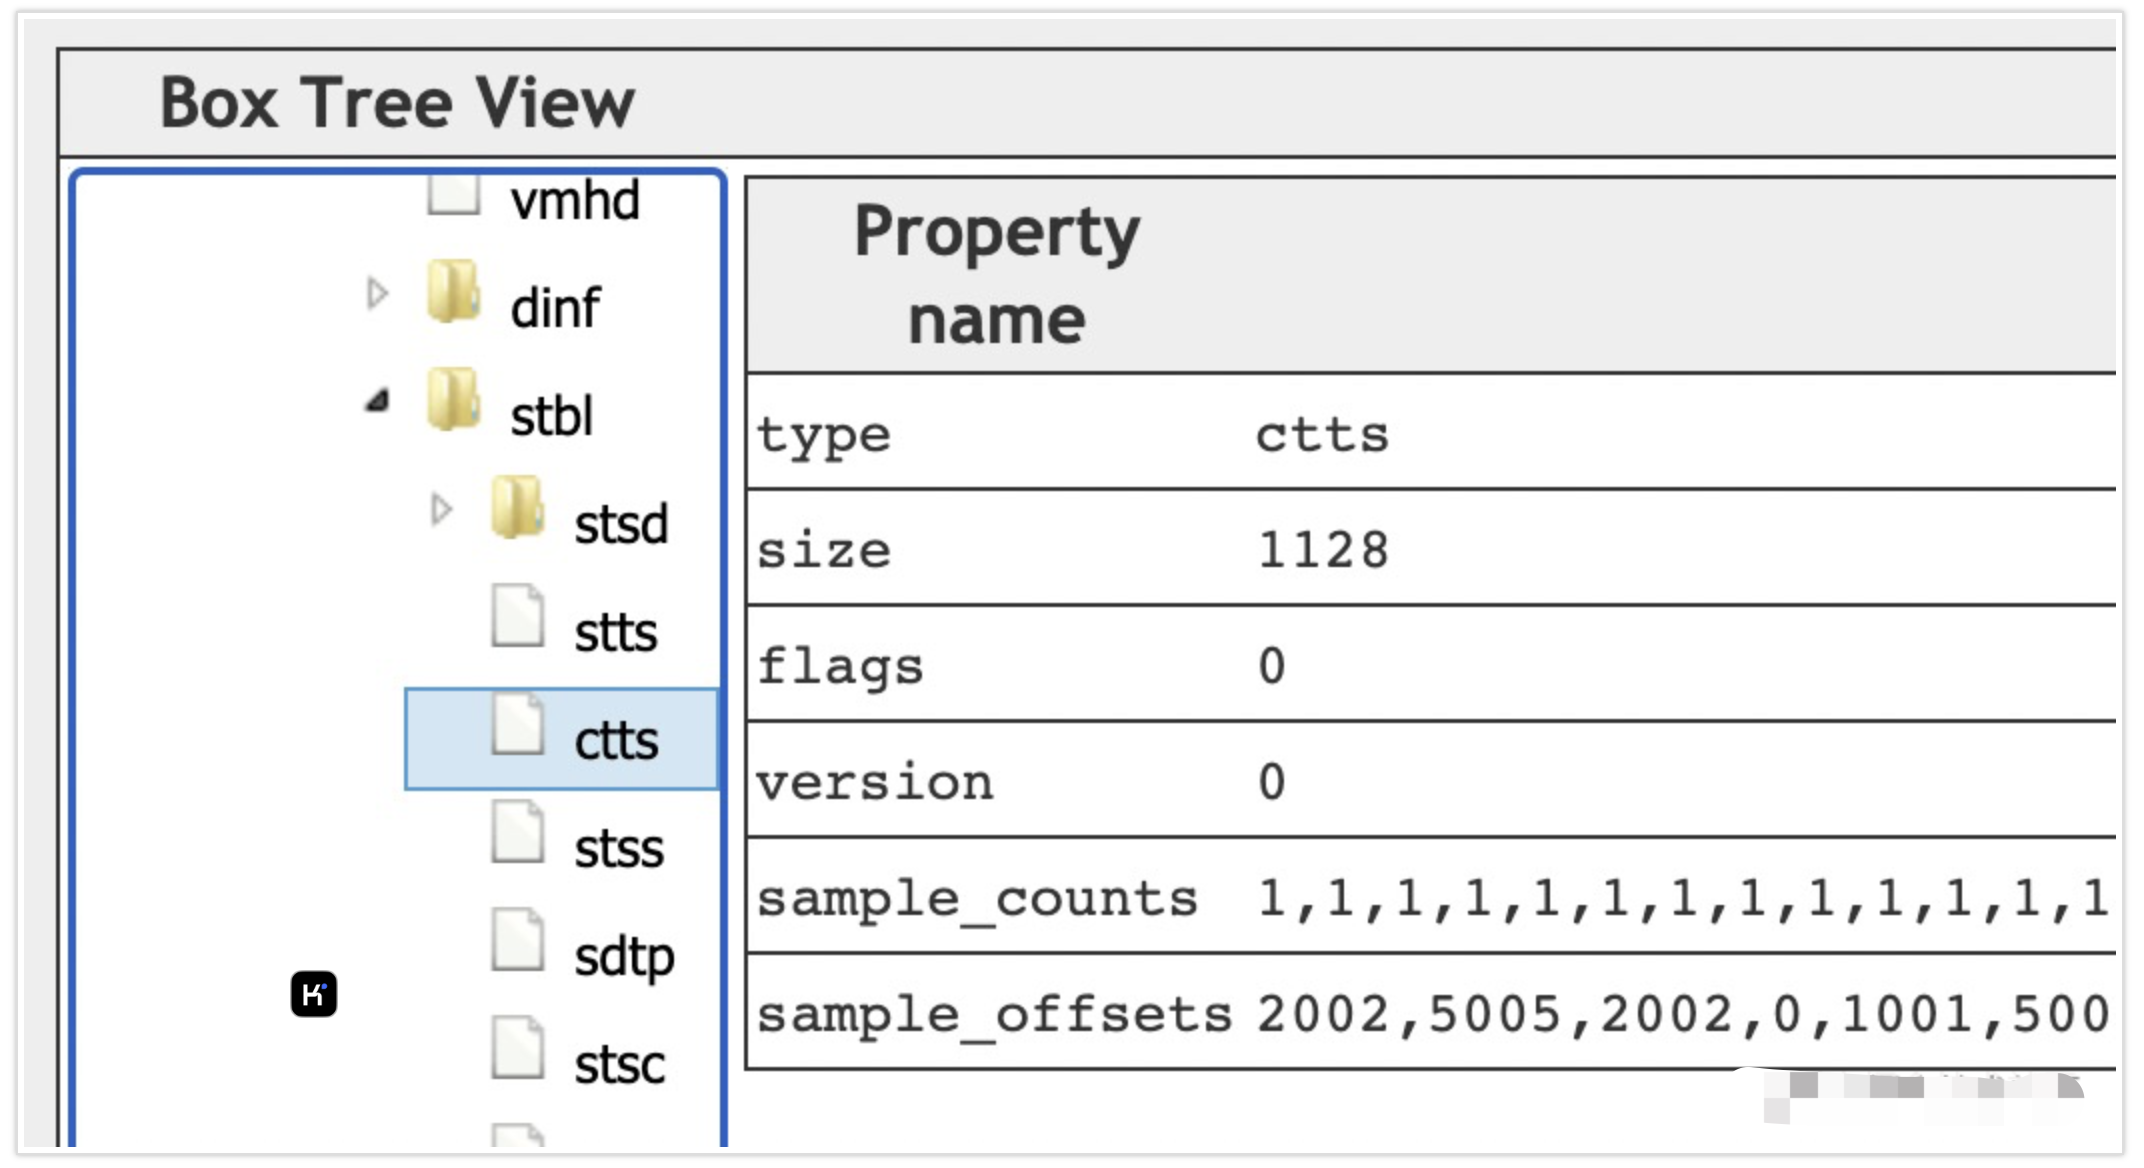 Box Tree View
vmhd
dinf
stbl
stsd
stts
ctts
stss
sdtp
stsc
Property
name
type ctts
size 1128
flags 0
version 0
sample_counts 1,1,1,1,1,1,1,1,1,1,1,1,1
sample_offsets 2002,5005,2002,0,1001,500